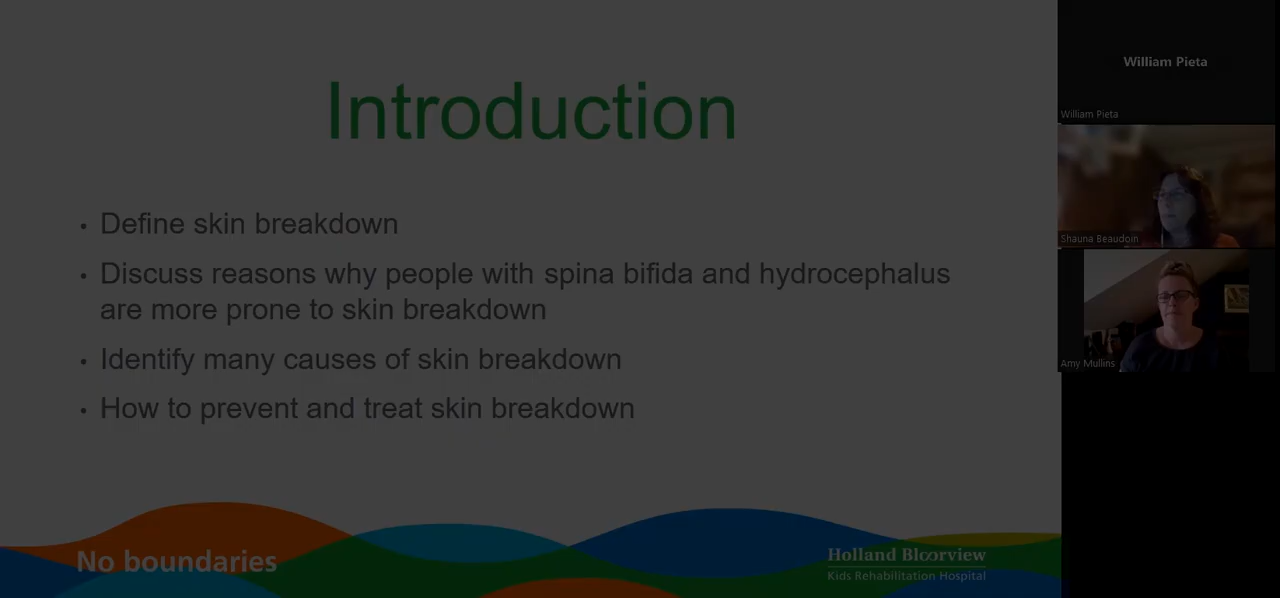 Introduction
• Define skin breakdown
• Discuss reasons why people with spina bifida and hydrocephalus
are more prone to skin breakdown
• Identify many causes of skin breakdown
• How to prevent and treat skin breakdown
No boundaries
Holland Bloorview
Kids Rehabilitation Hospital
William Pieta
William Pieta
Shauna Beaudoin
Amy Mullins